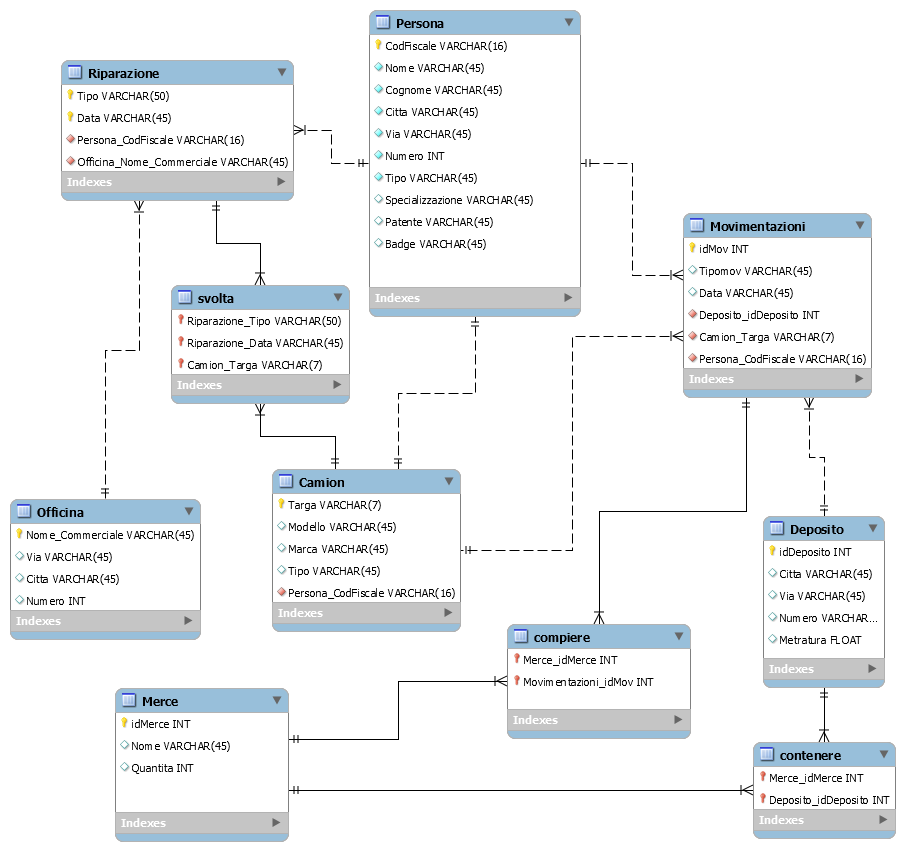 Persona
CodFiscale VARCHAR(16)
Nome VARCHAR(45)
Cognome VARCHAR(45)
Citta VARCHAR(45)
Via VARCHAR(45)
Numero INT
Tipo VARCHAR(45)
Specializzazione VARCHAR(45)
Patente VARCHAR(45)
Badge VARCHAR(45)
Indexes
Riparazione
Tipo VARCHAR(50)
Data VARCHAR(45)
Persona_CodFiscale VARCHAR(16)
Officina_Nome_Commerciale VARCHAR(45)
Indexes
Movimentazioni
idMov INT
Tipomov VARCHAR(45)
Data VARCHAR(45)
Deposito_idDeposito INT
Camion_Targa VARCHAR(7)
Persona_CodFiscale VARCHAR(16)
Indexes
svolta
Riparazione_Tipo VARCHAR(50)
Riparazione_Data VARCHAR(45)
Camion_Targa VARCHAR(7)
Indexes
Camion
Targa VARCHAR(7)
Modello VARCHAR(45)
Marca VARCHAR(45)
Tipo VARCHAR(45)
Persona_CodFiscale VARCHAR(16)
Indexes
Officina
Nome_Commerciale VARCHAR(45)
Via VARCHAR(45)
Citta VARCHAR(45)
Numero INT
Indexes
Deposito
idDeposito INT
Citta VARCHAR(45)
Via VARCHAR(45)
Numero VARCHAR...
Metratura FLOAT
Indexes
compiere
Merce_idMerce INT
Movimentazioni_idMov INT
Indexes
Merce
idMerce INT
Nome VARCHAR(45)
Quantita INT
Indexes
contenere
Merce_idMerce INT
Deposito_idDeposito INT
Indexes